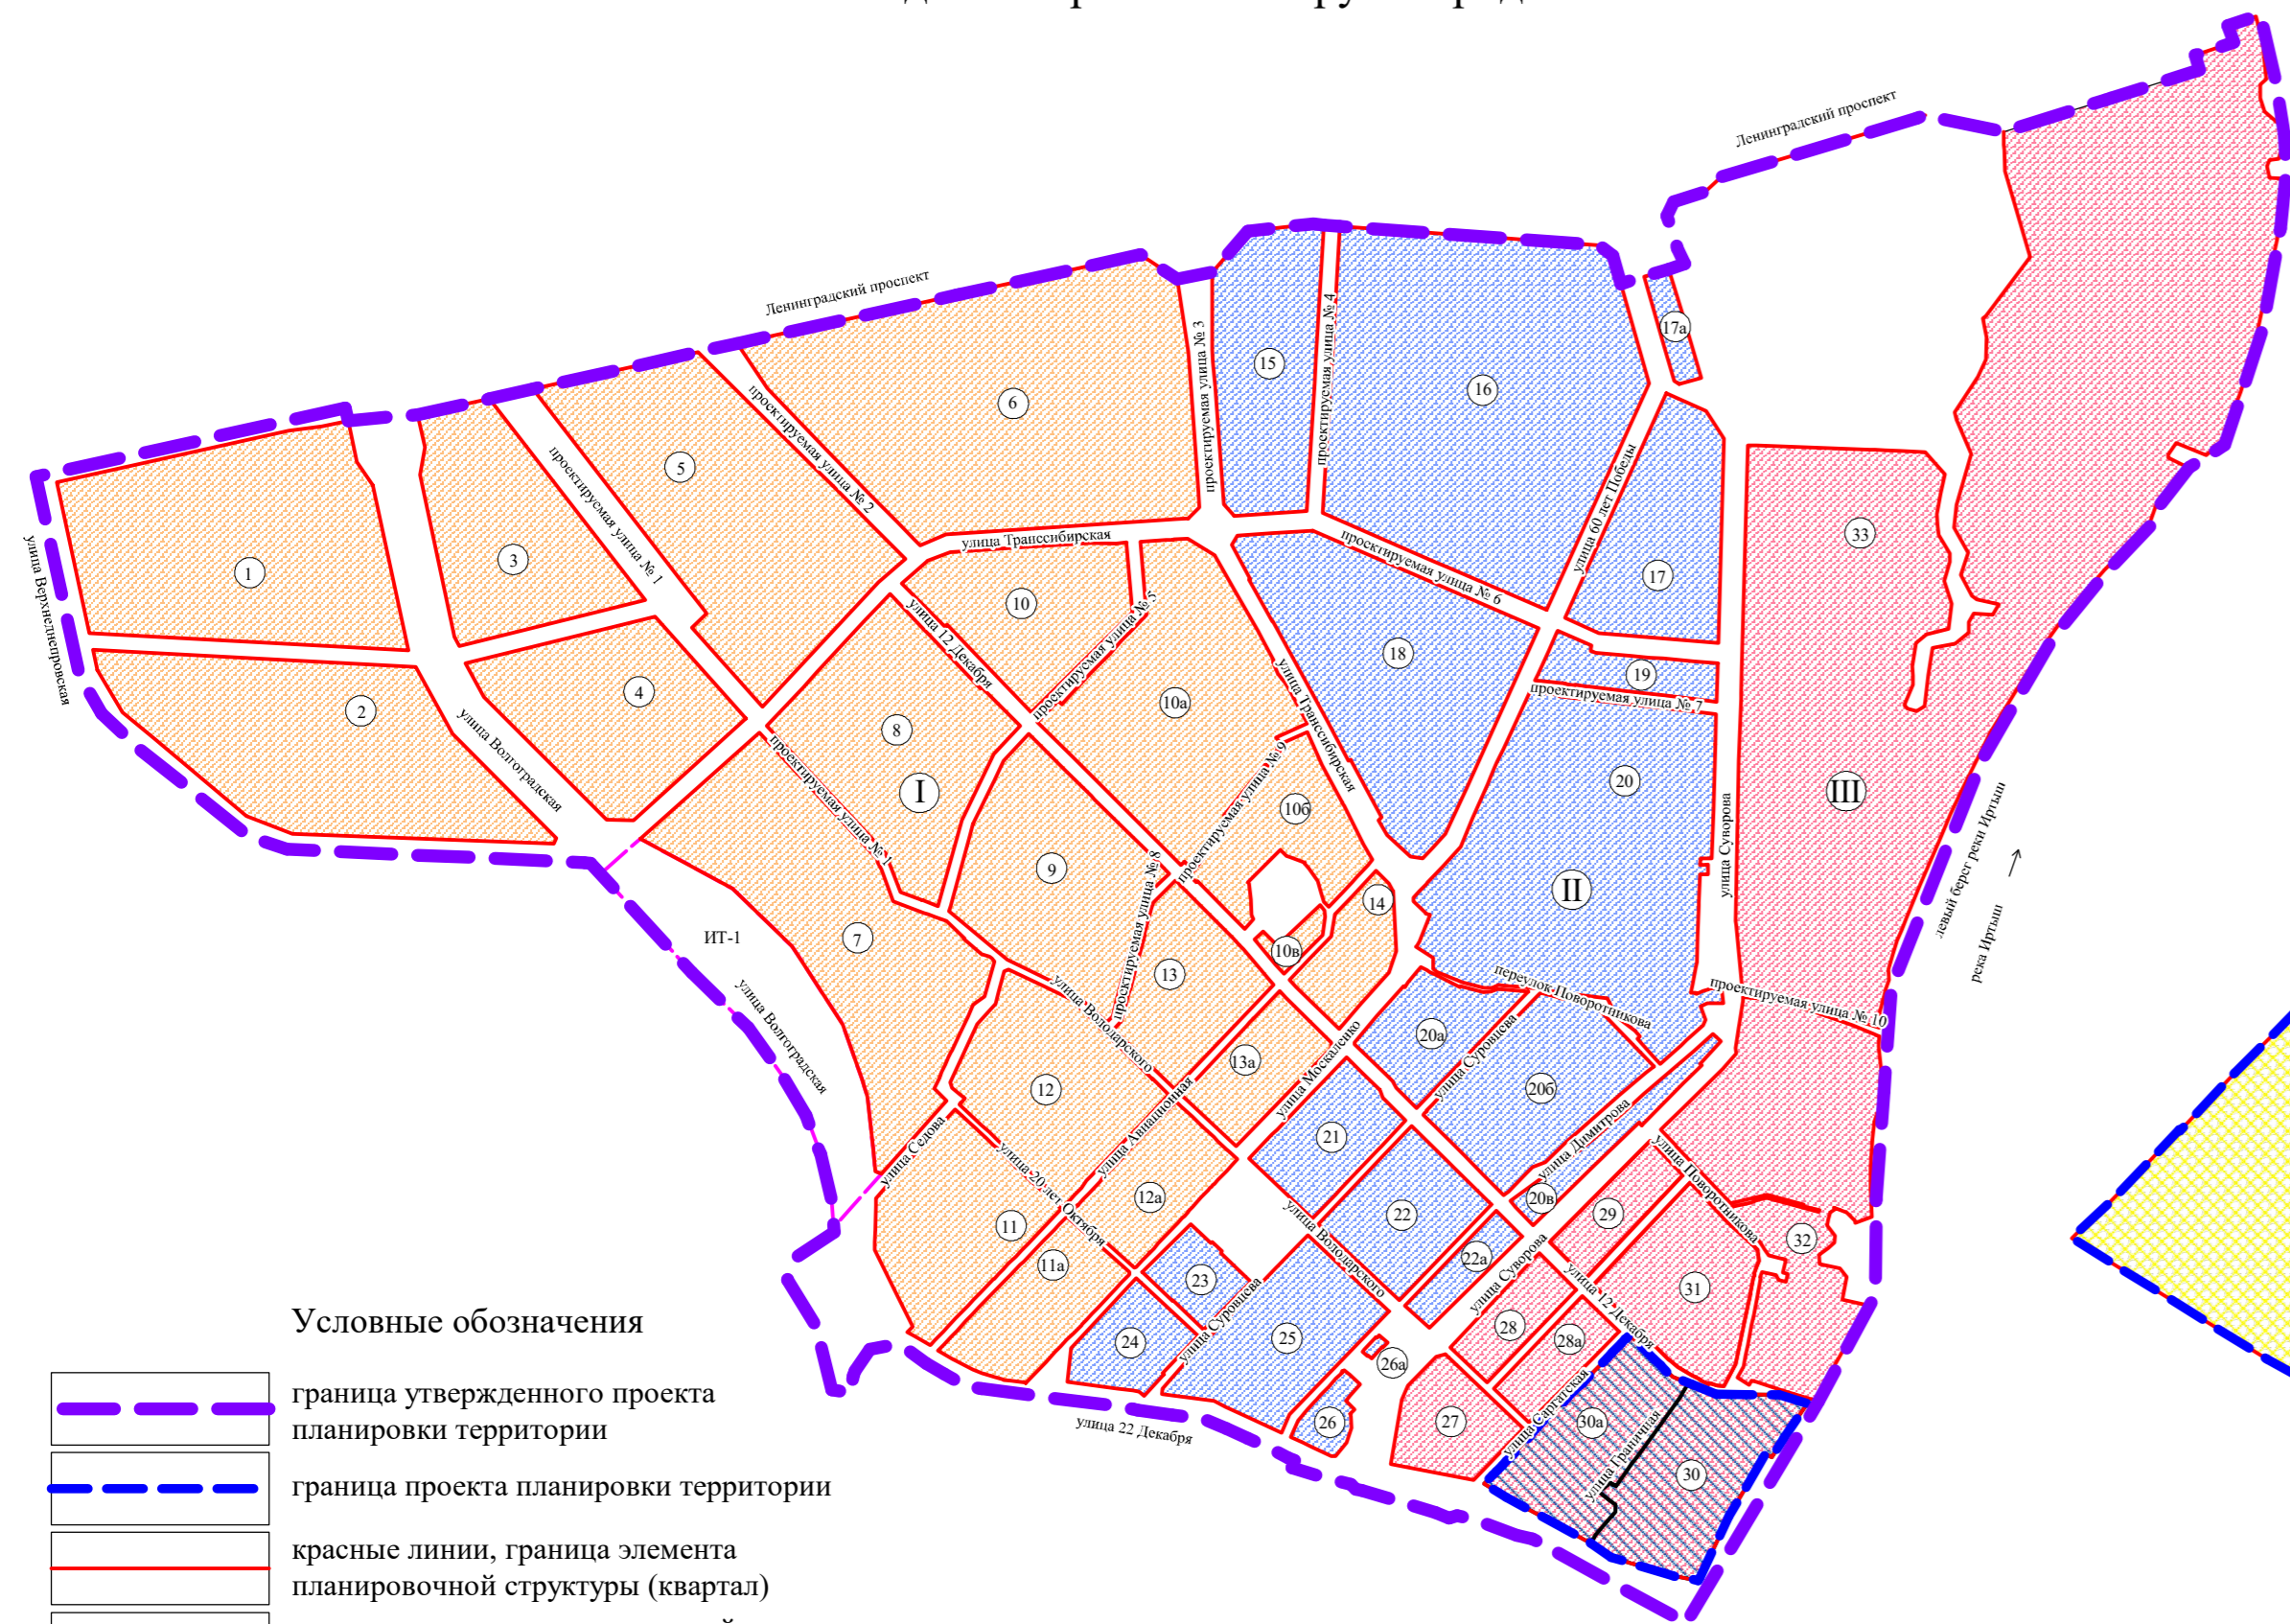 Ленинградский проспект
Ленинградский проспект
улица Верхнеднепровская
проектируемая улица № 1
проектируемая улица № 2
проектируемая улица № 3
проектируемая улица № 4
улица Транссибирская
проектируемая улица № 6
улица 60 лет Победы
17а
15
16
6
5
33
3
1
17
10
проектируемая улица № 5
улица 12 Декабря
18
19
проектируемая улица № 7
10а
4
2
улица Волгоградская
8
I
проектируемая улица № 1
улица Транссибирская
проектируемая улица № 9
20
III
10б
улица Суворова
левый берег реки Иртыш
река Иртыш
9
проектируемая улица № 8
II
14
7
ИТ-1
10в
13
улица Волгоградская
улица Володарского
переулок Поворотникова
проектируемая улица № 10
20а
улица Суровцева
13а
улица Москаленко
12
20б
улица Авиационная
улица Димитрова
21
улица Седова
улица 20 лет Октября
улица Поворотникова
12а
20в
29
22
11
улица Володарского
32
22а
улица Суворова
11а
23
31
улица 12 Декабря
улица Суровцева
28
28а
24
25
26а
улица Саргатская
26
27
30а
улица Граничная
30
улица 22 Декабря
Условные обозначения
граница утвержденного проекта
планировки территории
граница проекта планировки территории
красные линии, граница элемента
планировочной структуры (квартал)